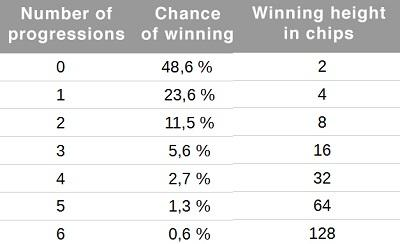 Number of progressions Chance of winning Winning height in chips
0 48,6 % 2
1 23,6 % 4
2 11,5 % 8
3 5,6 % 16
4 2,7 % 32
5 1,3 % 64
6 0,6 % 128